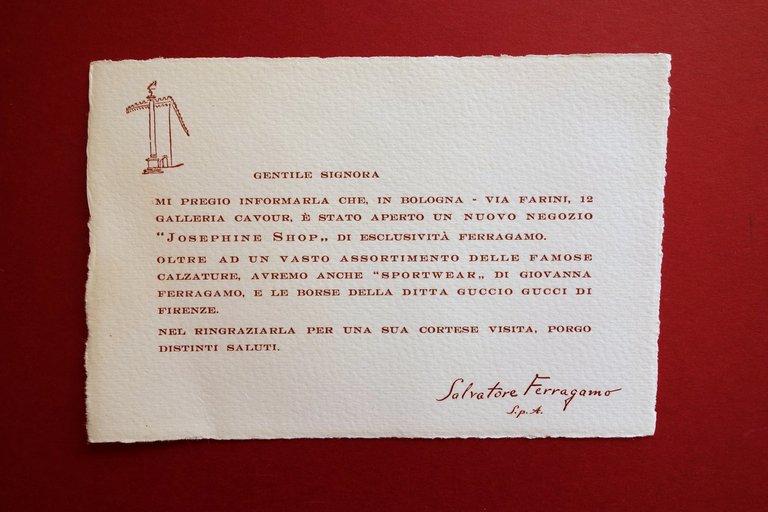 GENTILE SIGNORA
MI PREGIO INFORMARLA CHE, IN BOLOGNA - VIA FARINI, 12
GALLERIA CAVOUR, È STATO APERTO UN NUOVO NEGOZIO
"JOSEPHINE SHOP„ DI ESCLUSIVITÀ FERRAGAMO.
OLTRE AD UN VASTO ASSORTIMENTO DELLE FAMOSE
CALZATURE, AVREMO ANCHE "SPORTWEAR„ DI GIOVANNA
FERRAGAMO, E LE BORSE DELLA DITTA GUCCIO GUCCI DI
FIRENZE.
NEL RINGRAZIARLA PER UNA SUA CORTESE VISITA, PORGO
DISTINTI SALUTI.
Salvatore Ferragamo
S.p.A.